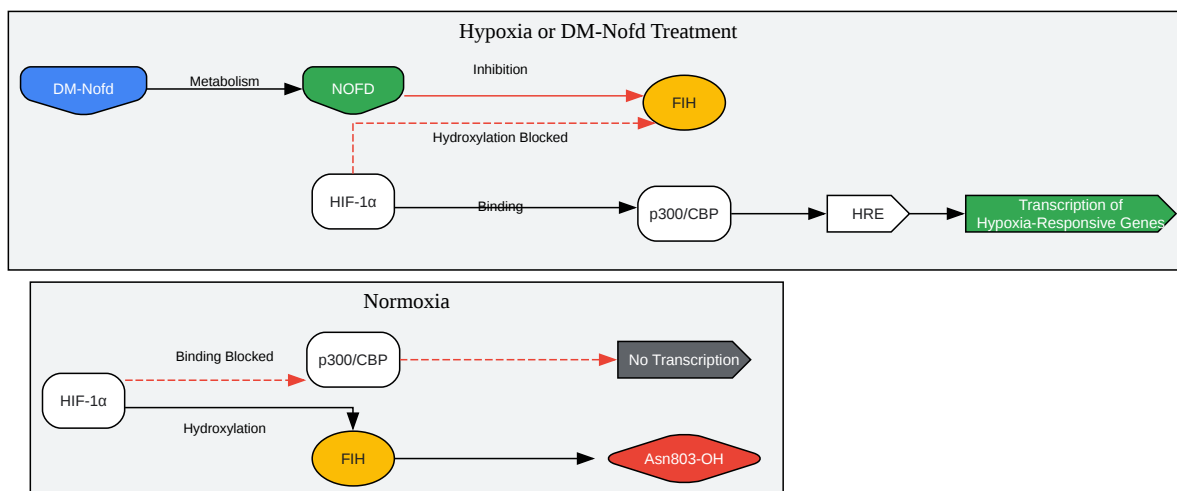 Hypoxia or DM-Nofd Treatment
DM-Nofd
Metabolism
NOFD
Inhibition
FIH
Hydroxylation Blocked
HIF-1α
Binding
p300/CBP
HRE
Transcription of
Hypoxia-Responsive Genes
Normoxia
HIF-1α
Binding Blocked
p300/CBP
No Transcription
Hydroxylation
FIH
Asn803-OH